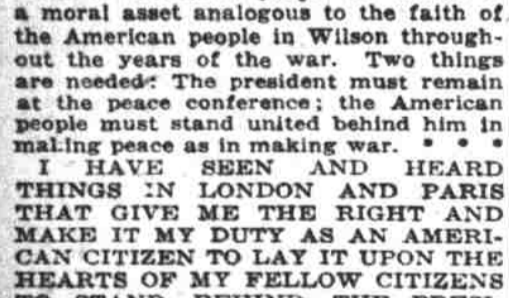 a moral asset analogous to the faith of
the American people in Wilson through-
out the years of the war. Two things
are needed: The president must remain
at the peace conference; the American
people must stand united behind him in
making peace as in making war. * * *
I HAVE SEEN AND HEARD
THINGS IN LONDON AND PARIS
THAT GIVE ME THE RIGHT AND
MAKE IT MY DUTY AS AN AMERI-
CAN CITIZEN TO LAY IT UPON THE
HEARTS OF MY FELLOW CITIZENS